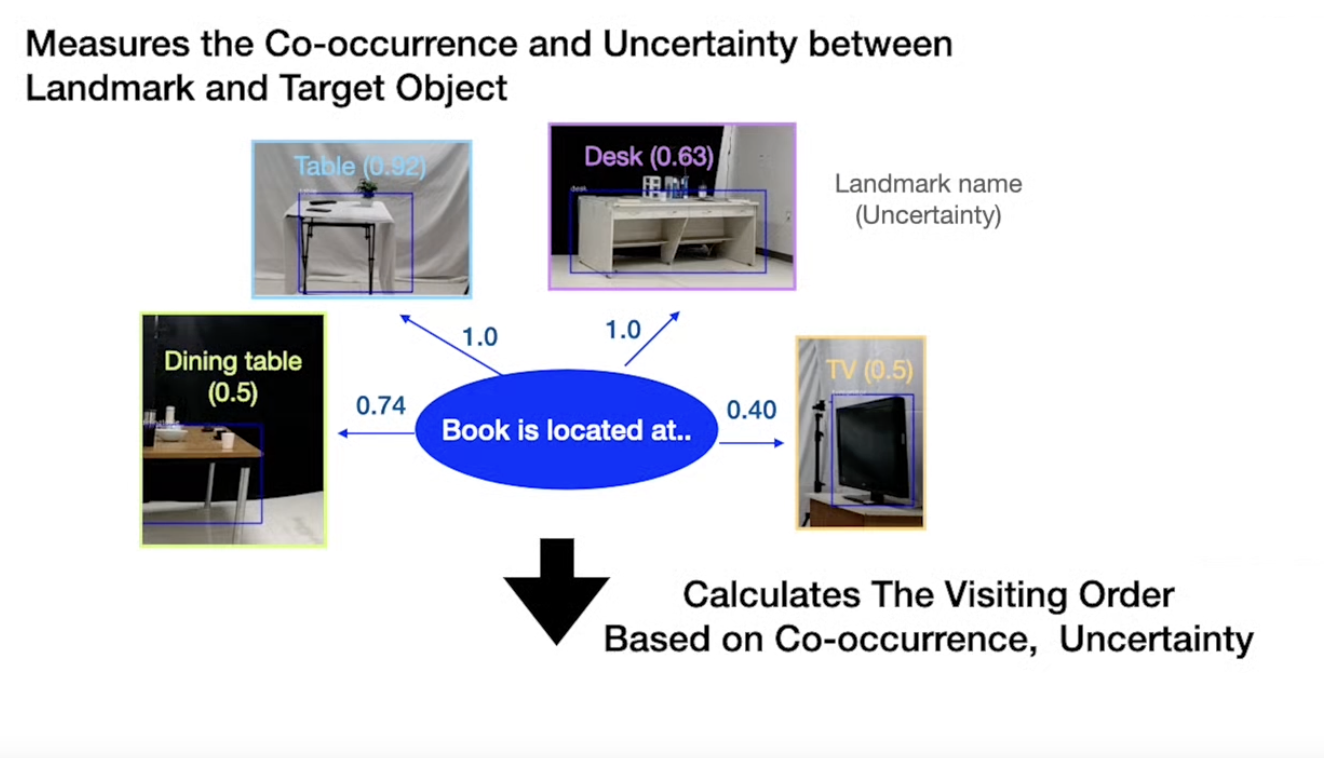 Measures the Co-occurrence and Uncertainty between
Landmark and Target Object
Table (0.92)
Desk (0.63)
desk
Landmark name
(Uncertainty)
Dining table
(0.5)
TV (0.5)
1.0
1.0
0.74
Book is located at..
0.40
Calculates The Visiting Order
Based on Co-occurrence, Uncertainty